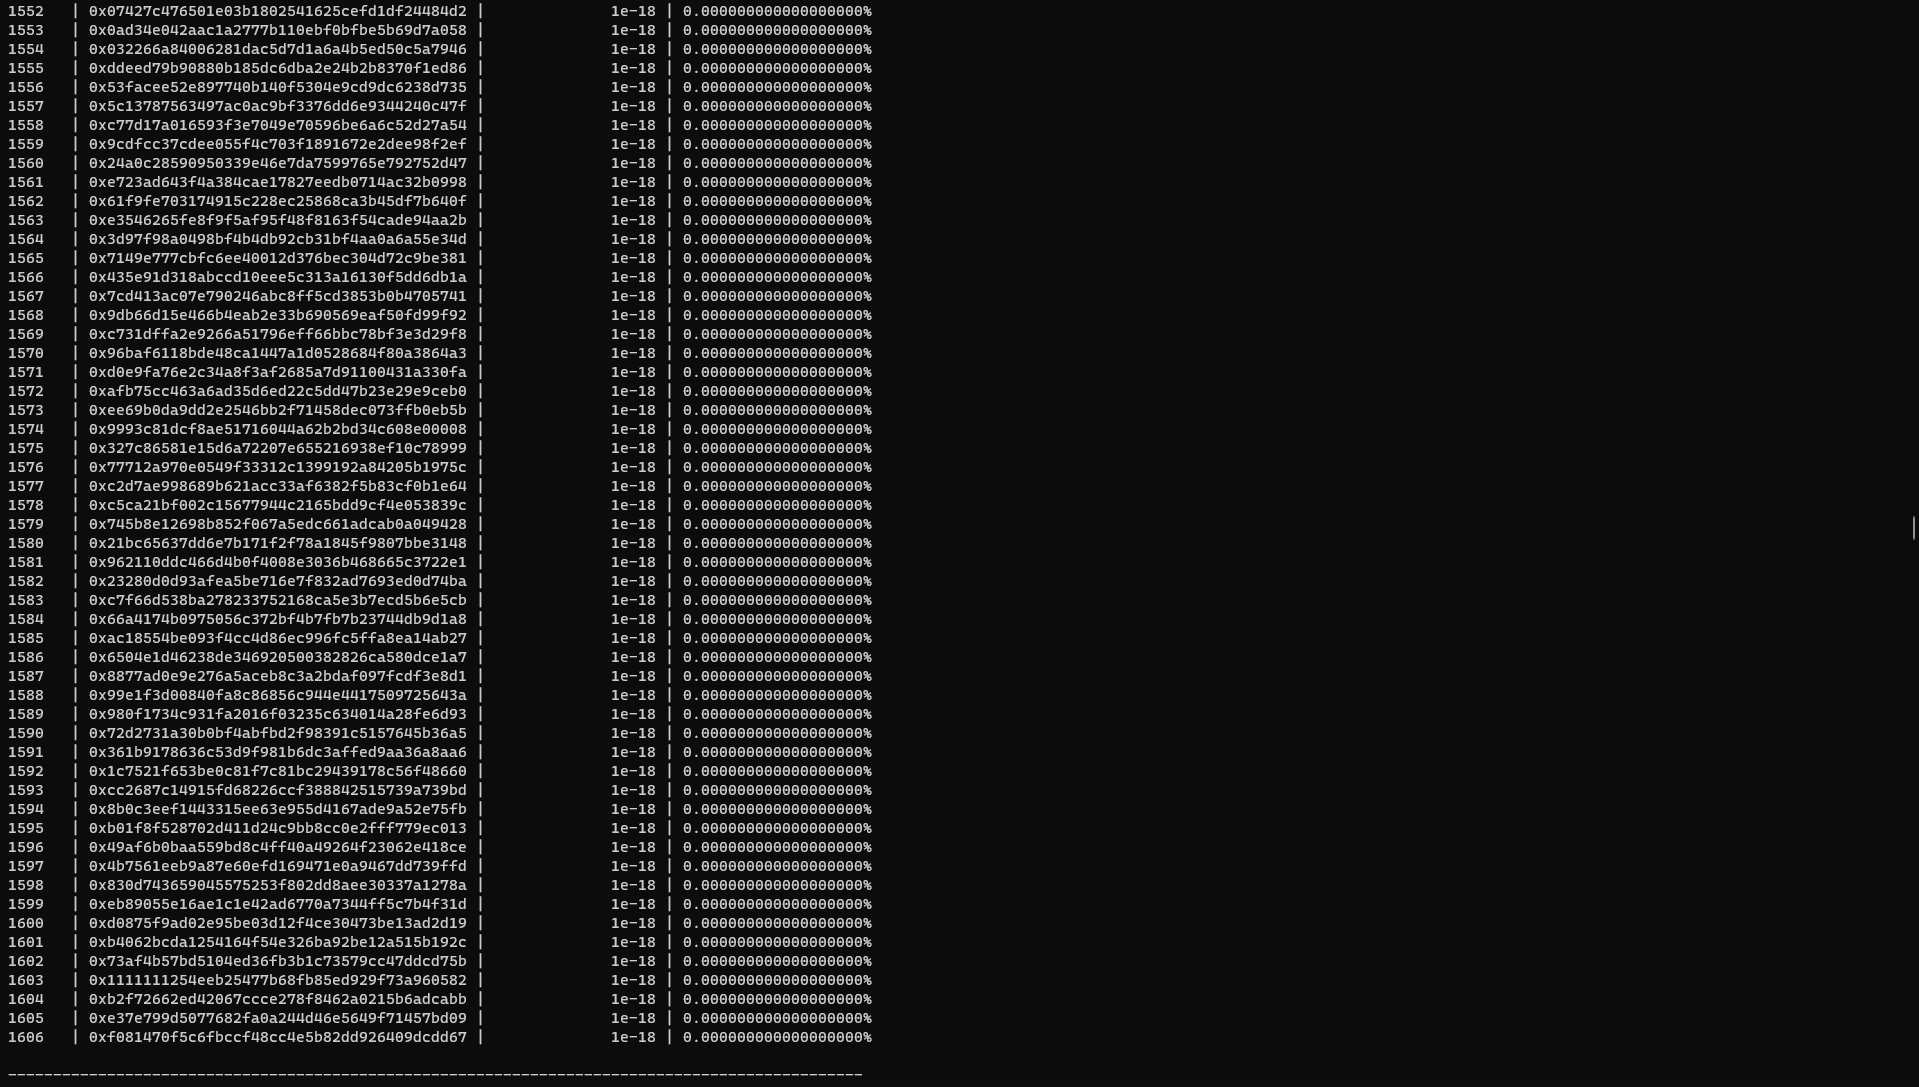 1552   | 0x07427c476501e03b1802541625cefd1df24484d2 |              1e-18 | 0.000000000000000000%
1553   | 0x0ad34e042aac1a2777b110ebf0bfbe5b69d7a058 |              1e-18 | 0.000000000000000000%
1554   | 0x032266a84006281dac5d7d1a6a4b5ed50c5a7946 |              1e-18 | 0.000000000000000000%
1555   | 0xddeed79b90880b185dc6dba2e24b2b8370f1ed86 |              1e-18 | 0.000000000000000000%
1556   | 0x53facee52e897740b140f5304e9cd9dc6238d735 |              1e-18 | 0.000000000000000000%
1557   | 0x5c13787563497ac0ac9bf3376dd6e9344240c47f |              1e-18 | 0.000000000000000000%
1558   | 0xc77d17a016593f3e7049e70596be6a6c52d27a54 |              1e-18 | 0.000000000000000000%
1559   | 0x9cdfcc37cdee055f4c703f1891672e2dee98f2ef |              1e-18 | 0.000000000000000000%
1560   | 0x24a0c28590950339e46e7da7599765e792752d47 |              1e-18 | 0.000000000000000000%
1561   | 0xe723ad643f4a384cae17827eedb0714ac32b0998 |              1e-18 | 0.000000000000000000%
1562   | 0x61f9fe703174915c228ec25868ca3b45df7b640f |              1e-18 | 0.000000000000000000%
1563   | 0xe3546265fe8f9f5af95f48f8163f54cade94aa2b |              1e-18 | 0.000000000000000000%
1564   | 0x3d97f98a0498bf4b4db92cb31bf4aa0a6a55e34d |              1e-18 | 0.000000000000000000%
1565   | 0x7149e777cbfc6ee40012d376bec304d72c9be381 |              1e-18 | 0.000000000000000000%
1566   | 0x435e91d318abccd10eee5c313a16130f5dd6db1a |              1e-18 | 0.000000000000000000%
1567   | 0x7cd413ac07e790246abc8ff5cd3853b0b4705741 |              1e-18 | 0.000000000000000000%
1568   | 0x9db66d15e466b4eab2e33b690569eaf50fd99f92 |              1e-18 | 0.000000000000000000%
1569   | 0xc731dffa2e9266a51796eff66bbc78bf3e3d29f8 |              1e-18 | 0.000000000000000000%
1570   | 0x96baf6118bde48ca1447a1d0528684f80a3864a3 |              1e-18 | 0.000000000000000000%
1571   | 0xd0e9fa76e2c34a8f3af2685a7d91100431a330fa |              1e-18 | 0.000000000000000000%
1572   | 0xafb75cc463a6ad35d6ed22c5dd47b23e29e9ceb0 |              1e-18 | 0.000000000000000000%
1573   | 0xee69b0da9dd2e2546bb2f71458dec073ffb0eb5b |              1e-18 | 0.000000000000000000%
1574   | 0x9993c81dcf8ae51716044a62b2bd34c608e00008 |              1e-18 | 0.000000000000000000%
1575   | 0x327c86581e15d6a72207e655216938ef10c78999 |              1e-18 | 0.000000000000000000%
1576   | 0x77712a970e0549f33312c1399192a84205b1975c |              1e-18 | 0.000000000000000000%
1577   | 0xc2d7ae998689b621acc33af6382f5b83cf0b1e64 |              1e-18 | 0.000000000000000000%
1578   | 0xc5ca21bf002c15677944c2165bdd9cf4e053839c |              1e-18 | 0.000000000000000000%
1579   | 0x745b8e12698b852f067a5edc661adcab0a049428 |              1e-18 | 0.000000000000000000%
1580   | 0x21bc65637dd6e7b171f2f78a1845f9807bbe3148 |              1e-18 | 0.000000000000000000%
1581   | 0x962110ddc466d4b0f4008e3036b468665c3722e1 |              1e-18 | 0.000000000000000000%
1582   | 0x23280d0d93afea5be716e7f832ad7693ed0d74ba |              1e-18 | 0.000000000000000000%
1583   | 0xc7f66d538ba278233752168ca5e3b7ecd5b6e5cb |              1e-18 | 0.000000000000000000%
1584   | 0x66a4174b0975056c372bf4b7fb7b23744db9d1a8 |              1e-18 | 0.000000000000000000%
1585   | 0xac18554be093f4cc4d86ec996fc5ffa8ea14ab27 |              1e-18 | 0.000000000000000000%
1586   | 0x6504e1d46238de346920500382826ca580dce1a7 |              1e-18 | 0.000000000000000000%
1587   | 0x8877ad0e9e276a5aceb8c3a2bdaf097fcdf3e8d1 |              1e-18 | 0.000000000000000000%
1588   | 0x99e1f3d00840fa8c86856c944e4417509725643a |              1e-18 | 0.000000000000000000%
1589   | 0x980f1734c931fa2016f03235c634014a28fe6d93 |              1e-18 | 0.000000000000000000%
1590   | 0x72d2731a30b0bf4abfbd2f98391c5157645b36a5 |              1e-18 | 0.000000000000000000%
1591   | 0x361b9178636c53d9f981b6dc3affed9aa36a8aa6 |              1e-18 | 0.000000000000000000%
1592   | 0x1c7521f653be0c81f7c81bc29439178c56f48660 |              1e-18 | 0.000000000000000000%
1593   | 0xcc2687c14915fd68226ccf388842515739a739bd |              1e-18 | 0.000000000000000000%
1594   | 0x8b0c3eef1443315ee63e955d4167ade9a52e75fb |              1e-18 | 0.000000000000000000%
1595   | 0xb01f8f528702d411d24c9bb8cc0e2fff779ec013 |              1e-18 | 0.000000000000000000%
1596   | 0x49af6b0baa559bd8c4ff40a49264f23062e418ce |              1e-18 | 0.000000000000000000%
1597   | 0x4b7561eeb9a87e60efd169471e0a9467dd739ffd |              1e-18 | 0.000000000000000000%
1598   | 0x830d743659045575253f802dd8aee30337a1278a |              1e-18 | 0.000000000000000000%
1599   | 0xeb89055e16ae1c1e42ad6770a7344ff5c7b4f31d |              1e-18 | 0.000000000000000000%
1600   | 0xd0875f9ad02e95be03d12f4ce30473be13ad2d19 |              1e-18 | 0.000000000000000000%
1601   | 0xb4062bcda1254164f54e326ba92be12a515b192c |              1e-18 | 0.000000000000000000%
1602   | 0x73af4b57bd5104ed36fb3b1c73579cc47ddcd75b |              1e-18 | 0.000000000000000000%
1603   | 0x1111111254eeb25477b68fb85ed929f73a960582 |              1e-18 | 0.000000000000000000%
1604   | 0xb2f72662ed42067ccce278f8462a0215b6adcabb |              1e-18 | 0.000000000000000000%
1605   | 0xe37e799d5077682fa0a244d46e5649f71457bd09 |              1e-18 | 0.000000000000000000%
1606   | 0xf081470f5c6fbccf48cc4e5b82dd926409dcdd67 |              1e-18 | 0.000000000000000000%
-----------------------------------------------------------------------------------------------